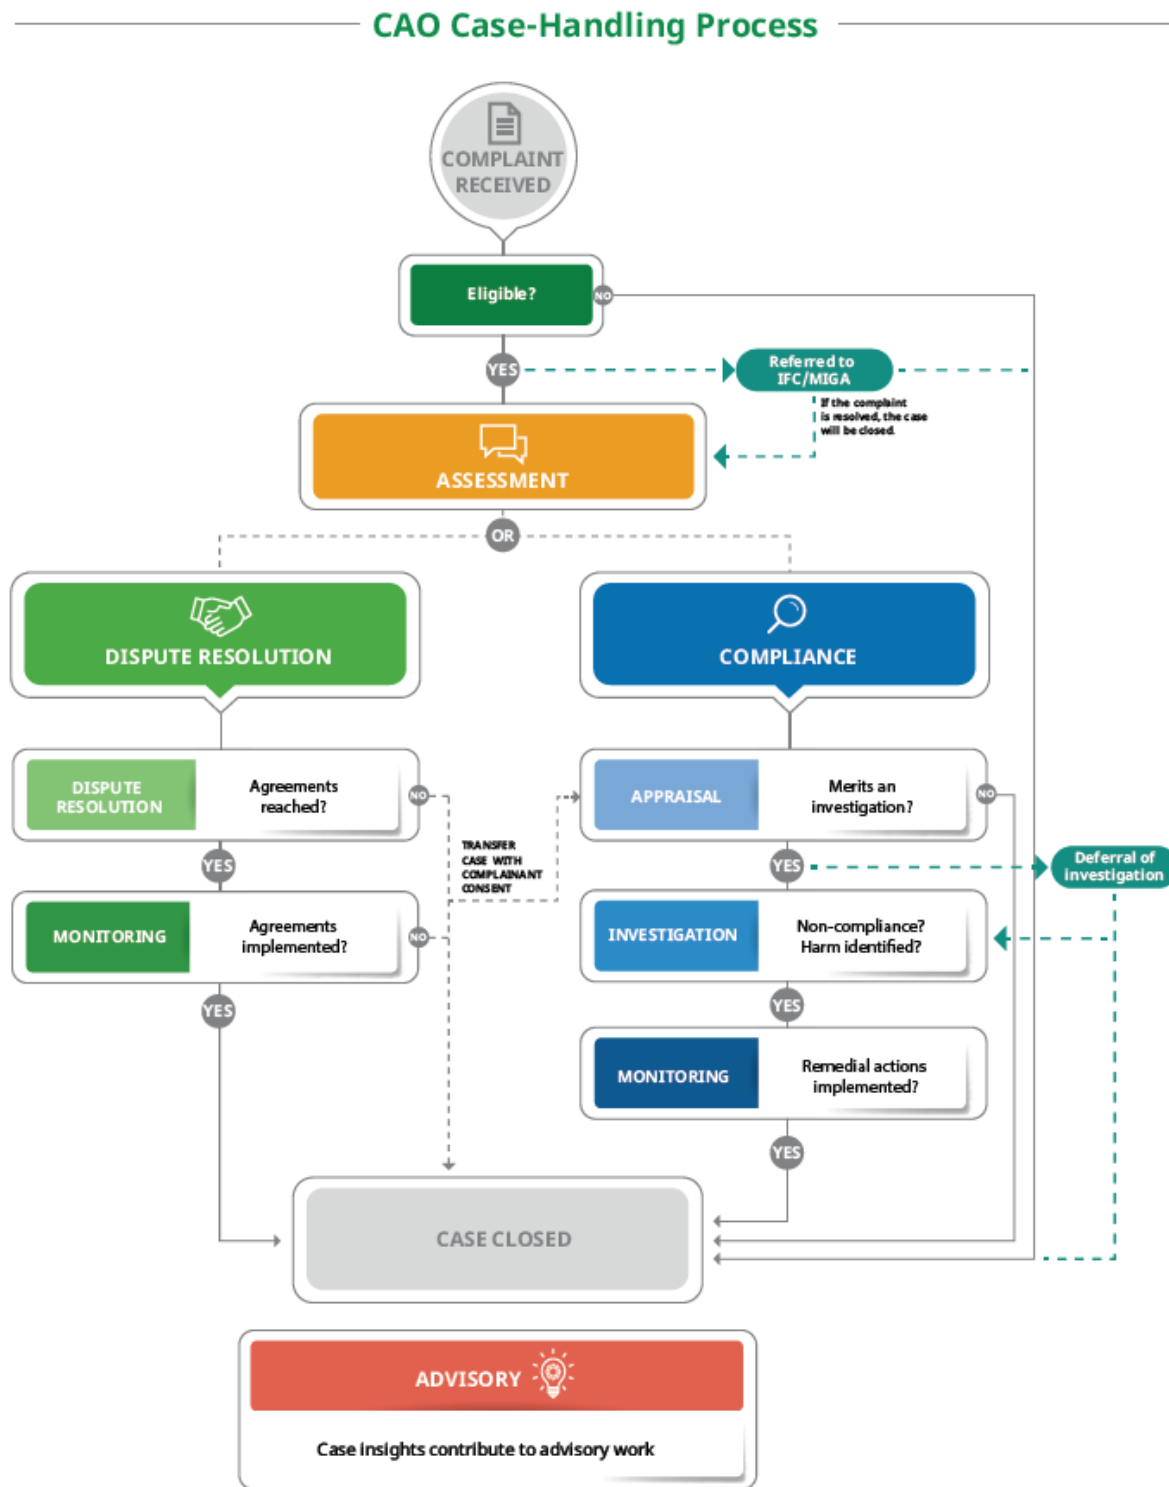 CAO Case-Handling Process
COMPLAINT
RECEIVED
Eligible?
NO
YES
Referred to
IFC/MIGA
If the complaint
is resolved, the case
will be closed.
ASSESSMENT
OR
DISPUTE RESOLUTION
COMPLIANCE
DISPUTE
RESOLUTION
Agreements
reached?
NO
APPRAISAL
Merits an
investigation?
NO
TRANSFER
CASE WITH
COMPLAINANT
CONSENT
YES
YES
Deferral of
investigation
MONITORING
Agreements
implemented?
NO
INVESTIGATION
Non-compliance?
Harm identified?
YES
YES
MONITORING
Remedial actions
implemented?
YES
CASE CLOSED
ADVISORY
Case insights contribute to advisory work